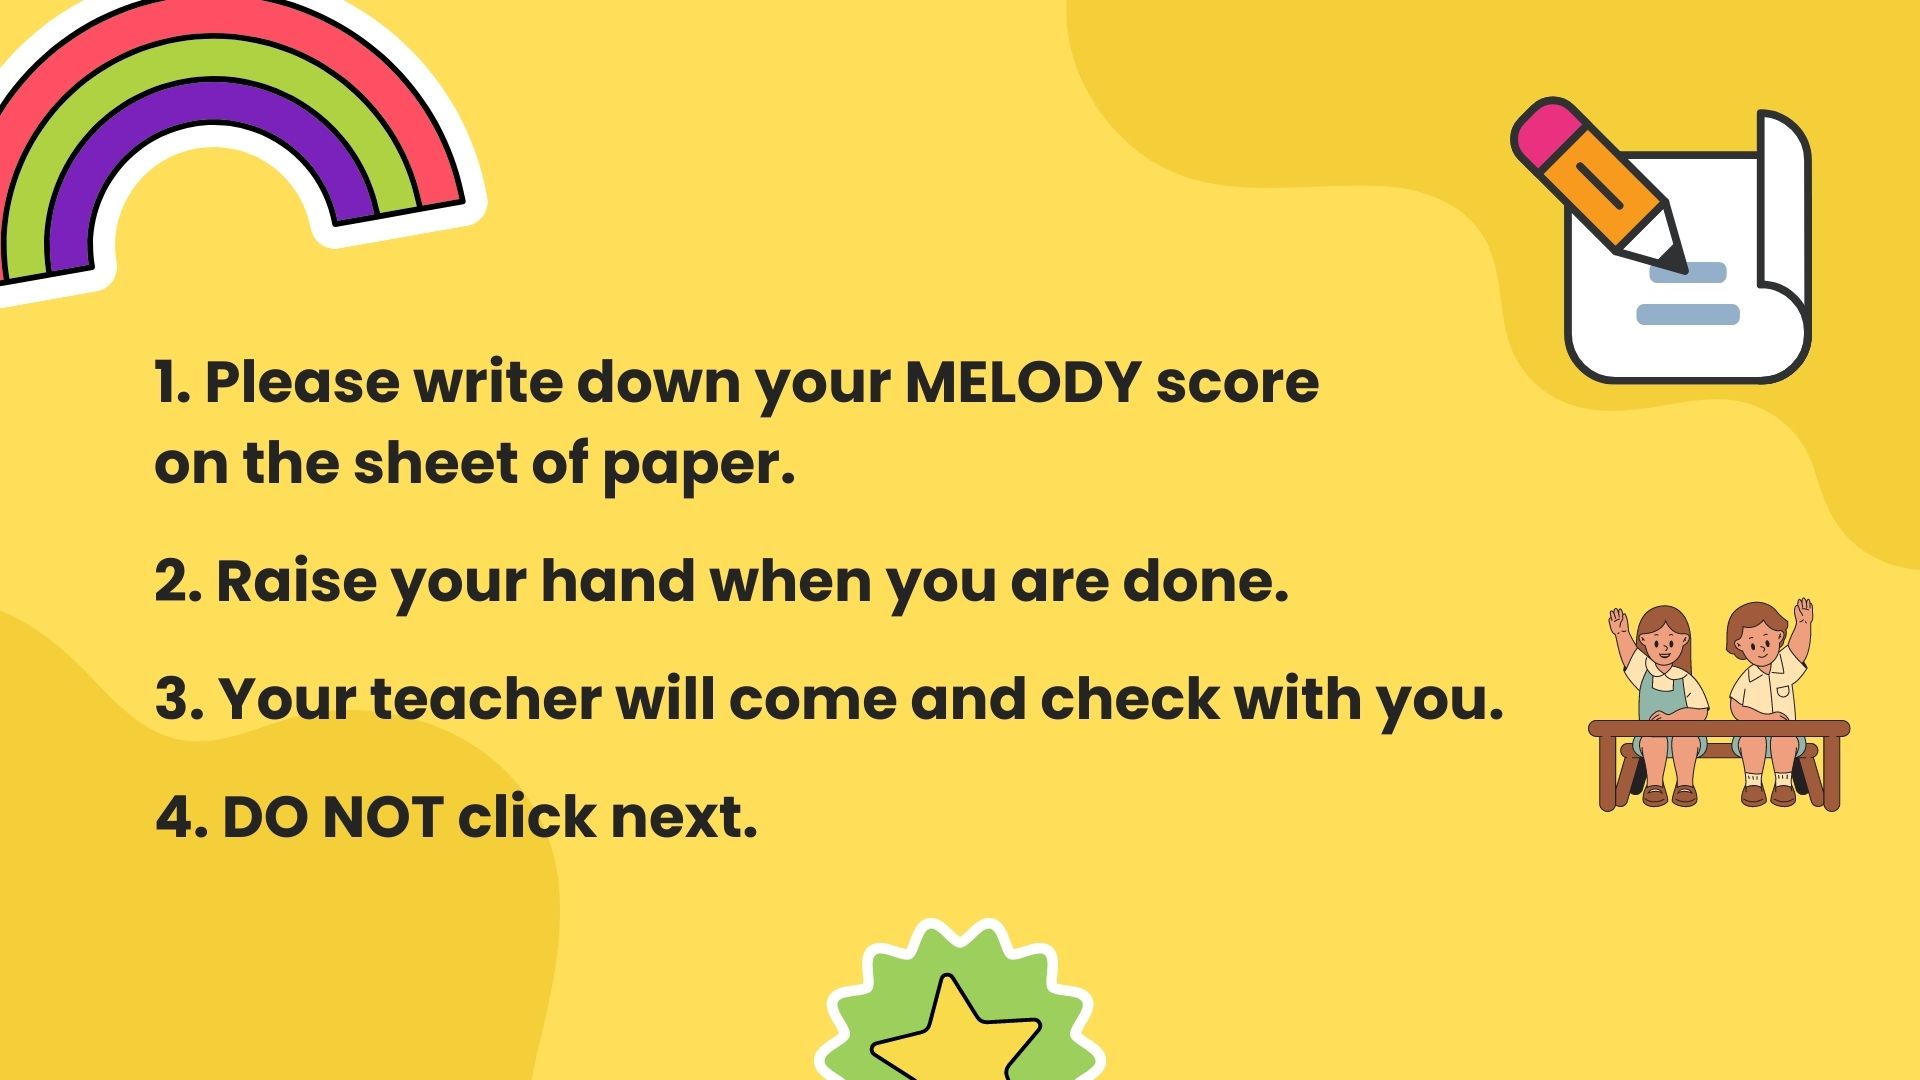 1. Please write down your MELODY score
on the sheet of paper.
2. Raise your hand when you are done.
3. Your teacher will come and check with you.
4. DO NOT click next.